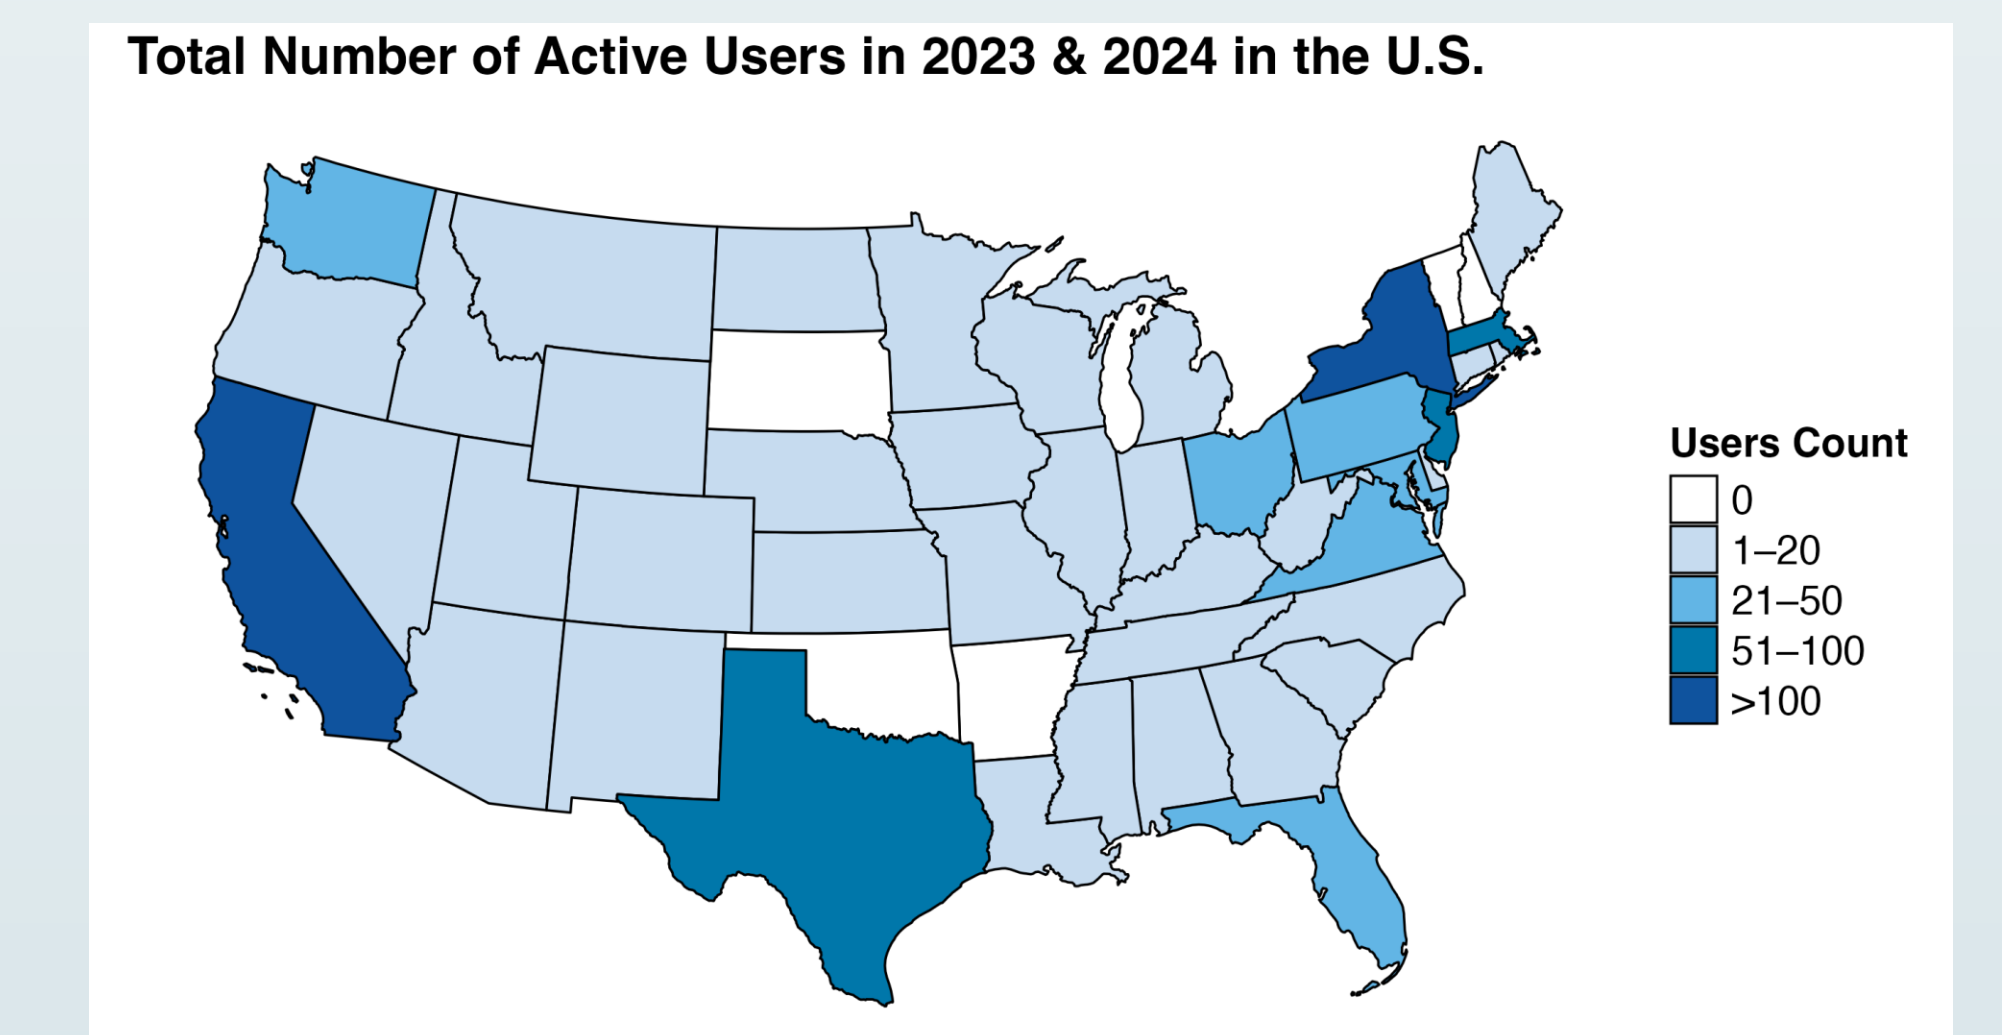 Total Number of Active Users in 2023 & 2024 in the U.S.
Users Count
0
1–20
21–50
51–100
>100